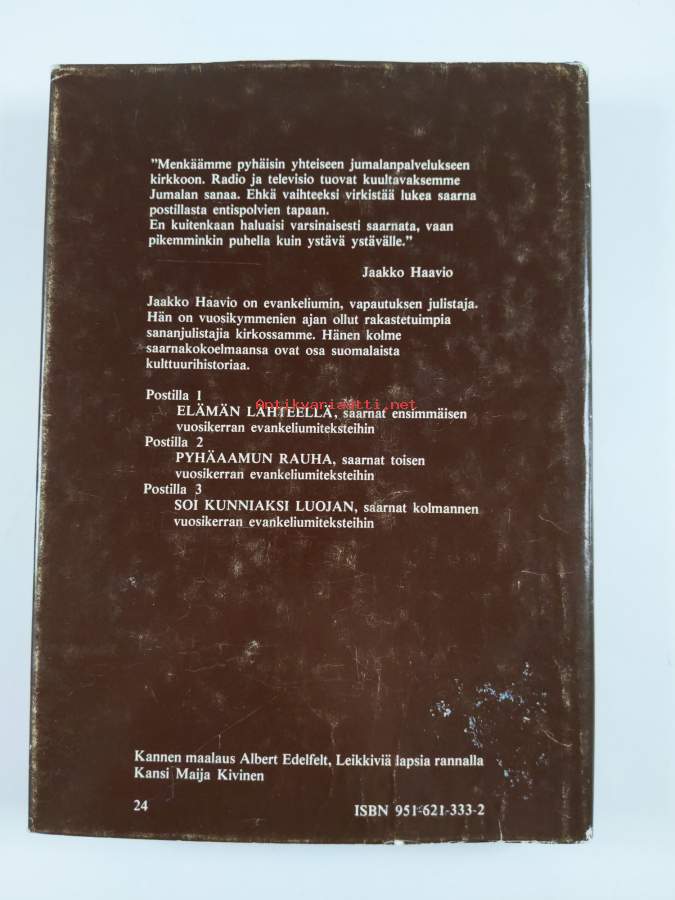 "Menkäämme pyhäisin yhteiseen jumalanpalvelukseen
kirkkoon. Radio ja televisio tuovat kuultavaksemme
Jumalan sanaa. Ehkä vaihteeksi virkistää lukea saarna
postillasta entispolvien tapaan.
En kuitenkaan haluaisi varsinaisesti saarnata, vaan
pikemminkin puhella kuin ystävä ystävälle."
Jaakko Haavio
Jaakko Haavio on evankeliumin, vapautuksen julistaja.
Hän on vuosikymmenien ajan ollut rakastetuimpia
sananjulistajia kirkossamme. Hänen kolme
saarnakokoelmaansa ovat osa suomalaista
kulttuurihistoriaa.
Postilla 1
Antikvariaatti.net
ELÄMÄN LÄHTEELLÄ, saarnat ensimmäisen
vuosikerran evankeliumiteksteihin
Postilla 2
PYHÄAAMUN RAUHA, saarnat toisen
vuosikerran evankeliumiteksteihin
Postilla 3
SOI KUNNIAKSI LUOJAN, saarnat kolmannen
vuosikerran evankeliumiteksteihin
Kannen maalaus Albert Edelfelt, Leikkiviä lapsia rannalla
Kansi Maija Kivinen
24 ISBN 951-621-333-2